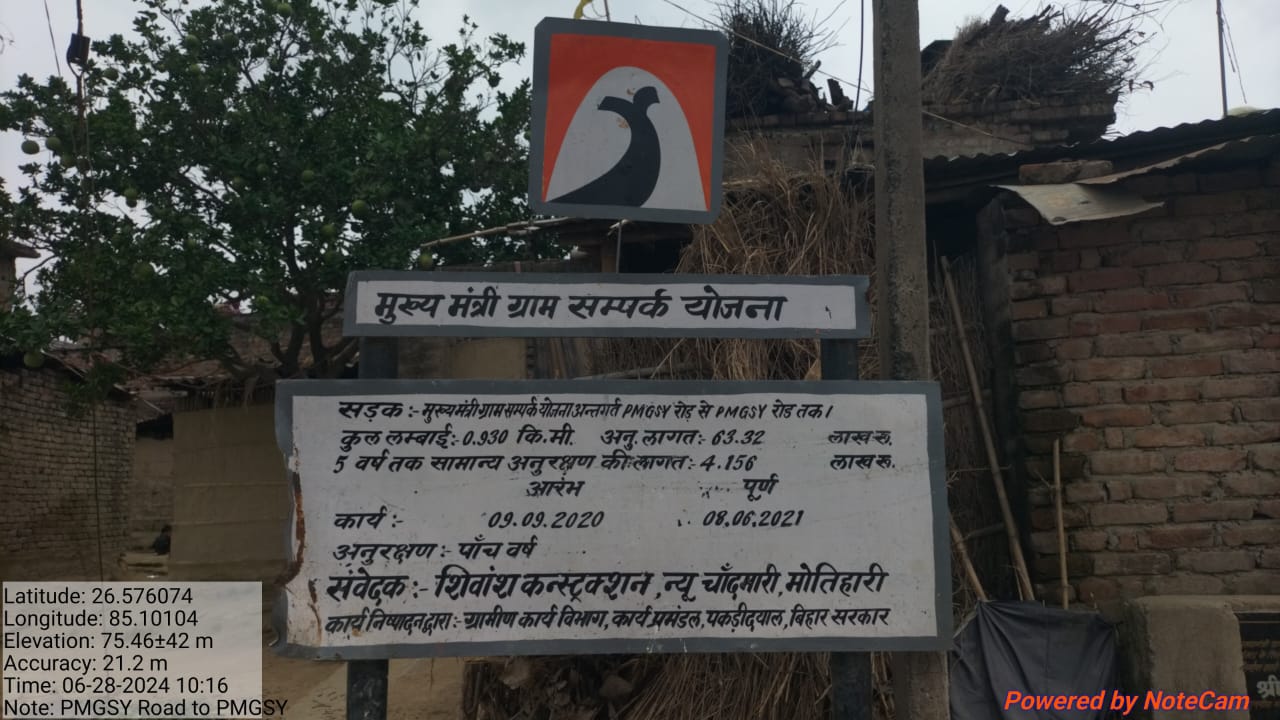 मुख्य मंत्री ग्राम सम्पर्क योजना
सड़क :- मुख्य मंत्री ग्राम सम्पर्क योजना अन्तर्गत PMGSY रोड़ से PMGSY रोड तक।
कुल लम्बाई:- 0.930 कि.मी. अनु. लागत:- 63.32 लाख रू.
5 वर्ष तक सामान्य अनुरक्षण की लागत:- 4.156 लाख रू.
आरंभ पूर्ण
कार्य :- 09.09.2020 08.06.2021
अनुरक्षण :- पाँच वर्ष
संवेदक :- शिवांश कन्स्ट्रक्शन, न्यू चाँदमारी, मोतिहारी
कार्य निष्पादन द्वारा :- ग्रामीण कार्य विभाग, कार्य प्रमंडल, पकड़ीदयाल, बिहार सरकार
श्री
Latitude: 26.576074
Longitude: 85.10104
Elevation: 75.46±42 m
Accuracy: 21.2 m
Time: 06-28-2024 10:16
Note: PMGSY Road to PMGSY
Powered by NoteCam